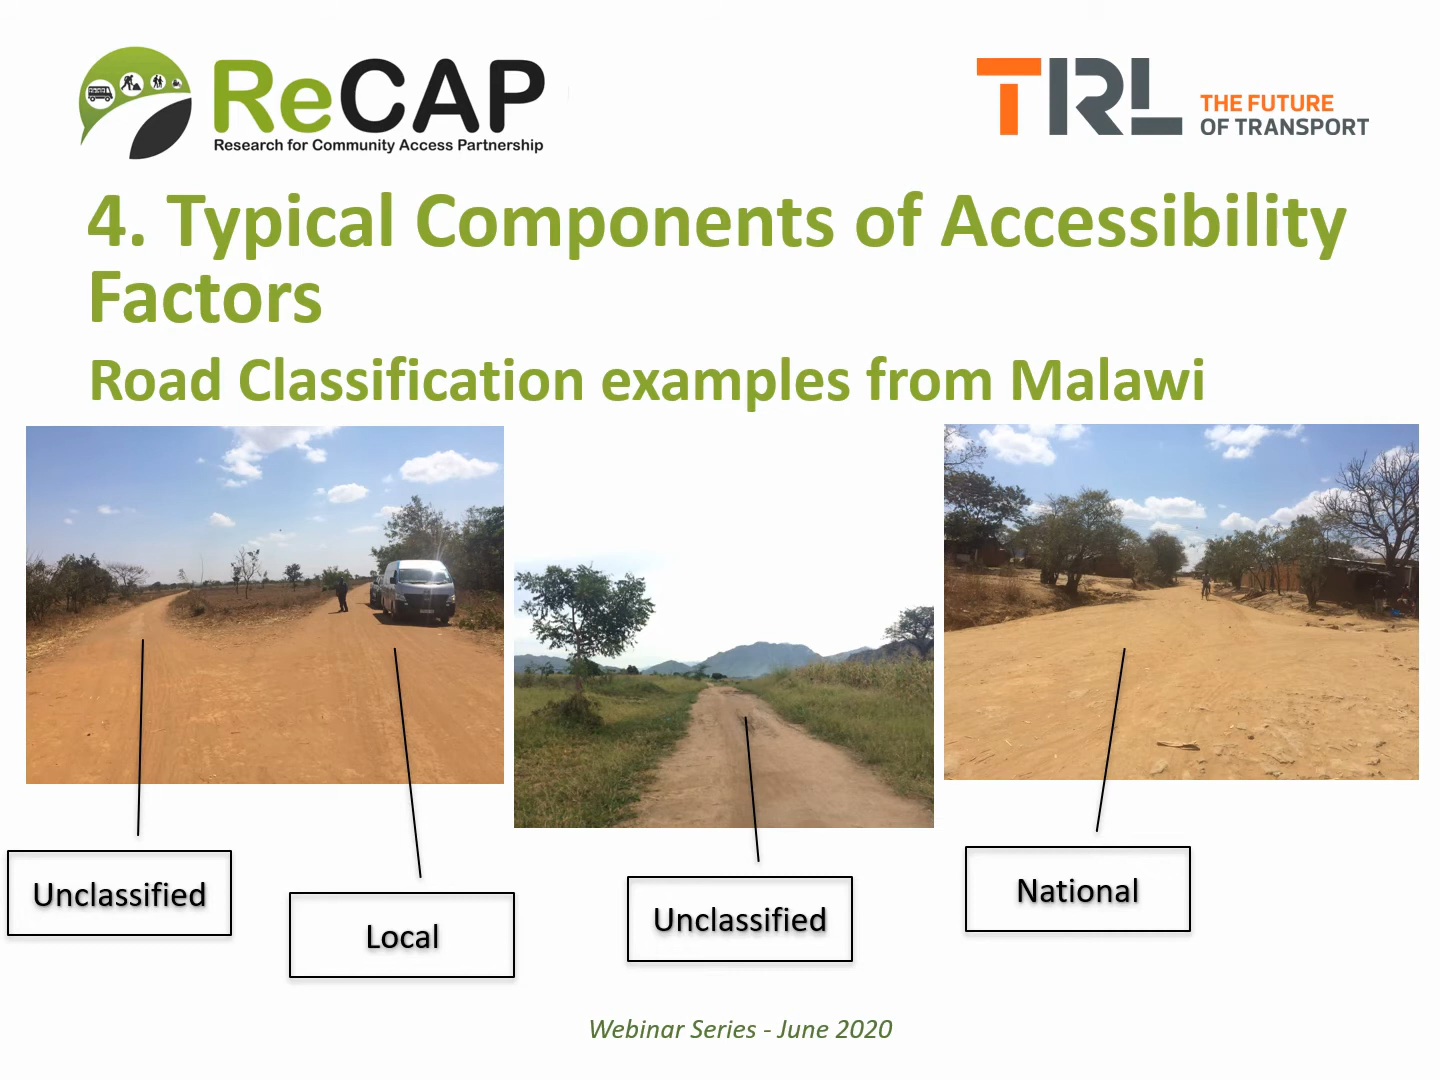 ReCAP
Research for Community Access Partnership
TRL
THE FUTURE
OF TRANSPORT
4. Typical Components of Accessibility
Factors
Road Classification examples from Malawi
Unclassified
Local
Unclassified
National
Webinar Series - June 2020